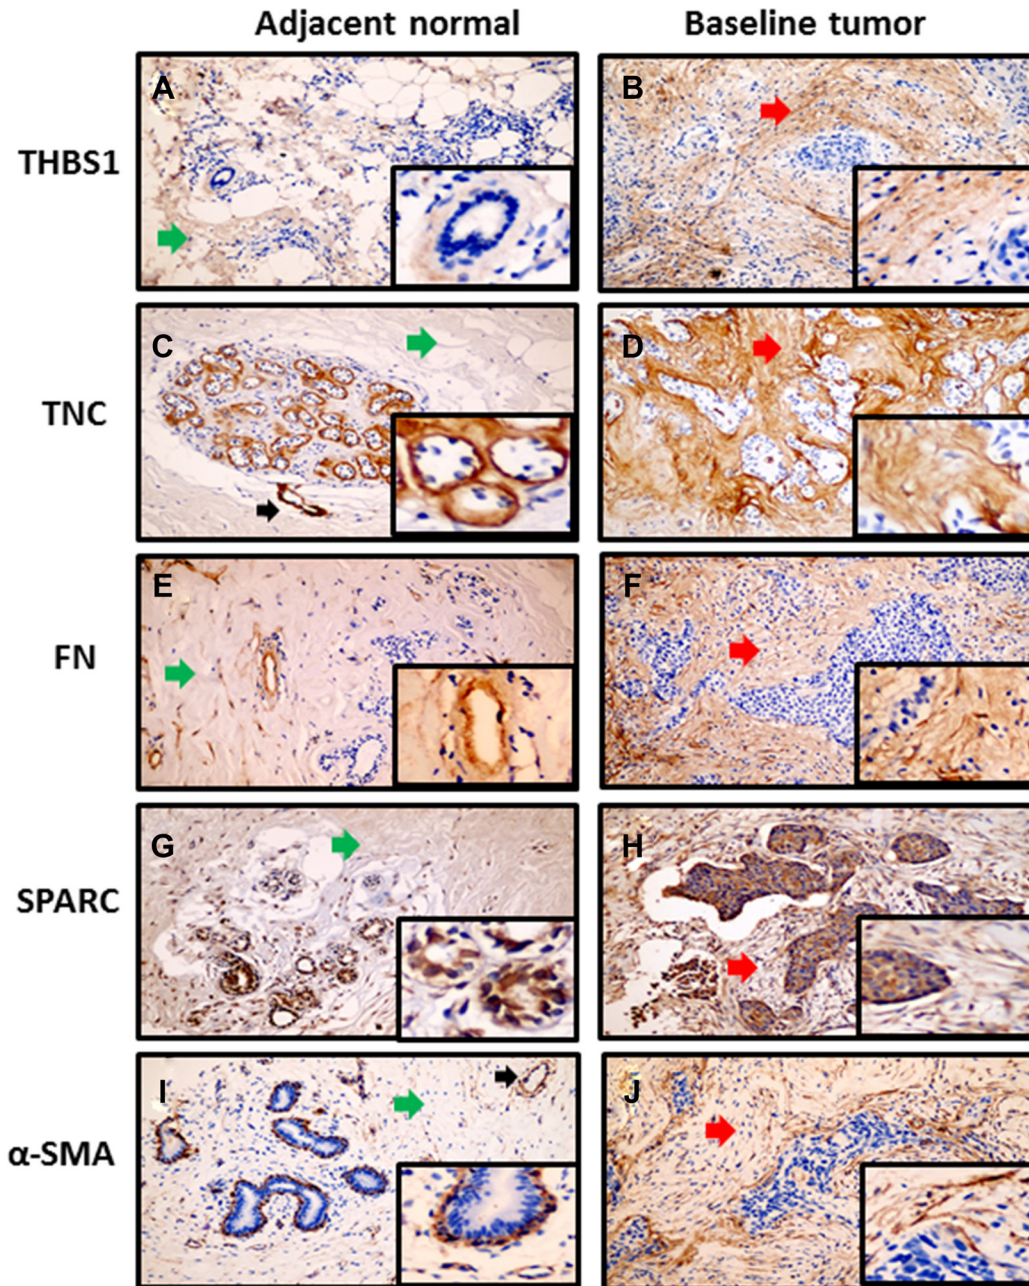 Adjacent normal Baseline tumor
THBS1 A B
TNC C D
FN E F
SPARC G H
α-SMA I J